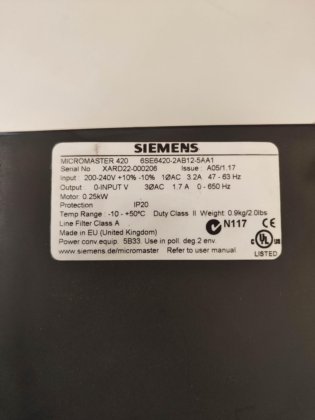 SIEMENS
MICROMASTER 420 6SE6420-2AB12-5AA1
Serial No XARD22-000206 Issue: A05/1.17
Input 200-240V +10% -10% 1ØAC 3.2A 47 - 63 Hz
Output 0-INPUT V 3ØAC 1.7 A 0 - 650 Hz
Motor: 0.25kW
Protection IP20
Temp Range -10 - +50ºC Duty Class II Weight: 0.9kg/2.0lbs
Line Filter Class A
Made in EU (United Kingdom)
N117 CE
Power conv.equip. 5B33. Use in poll. deg.2 env.
www.siemens.de/micromaster Refer to user manual.
C UL US
LISTED